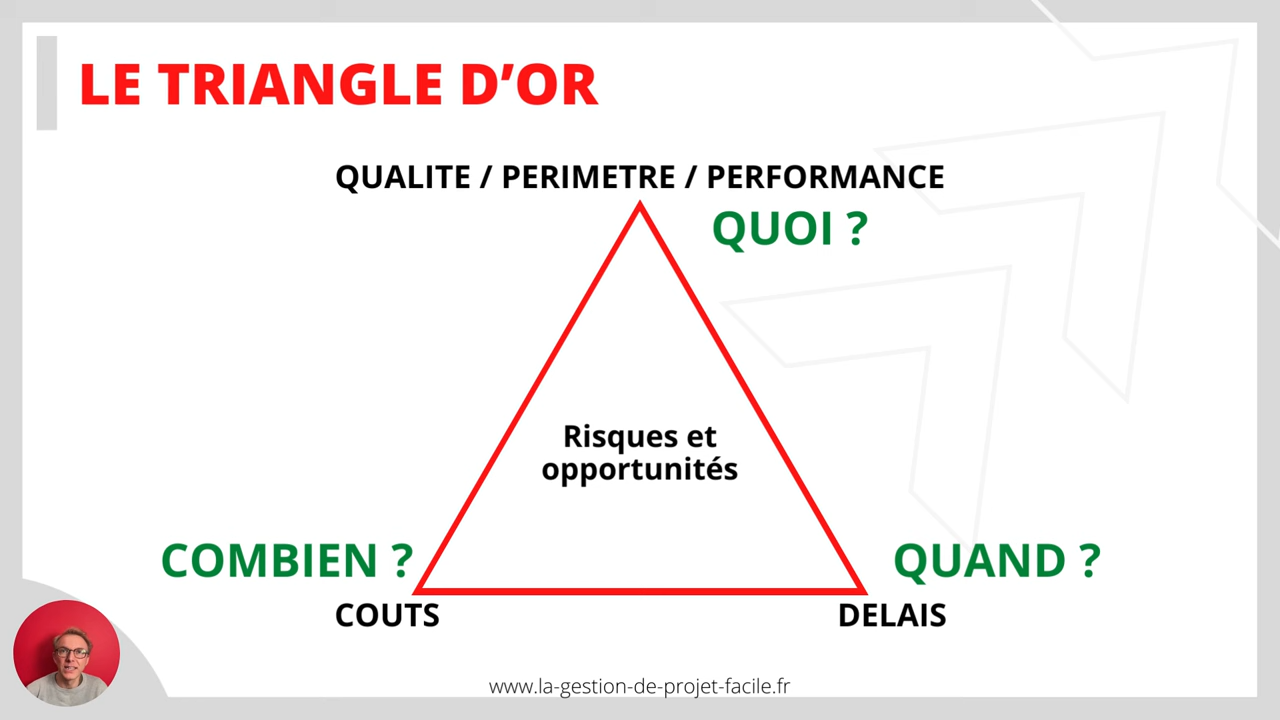 LE TRIANGLE D’OR
QUALITE / PERIMETRE / PERFORMANCE
QUOI ?
Risques et
opportunités
COMBIEN ?
QUAND ?
COUTS
DELAIS
www.la-gestion-de-projet-facile.fr